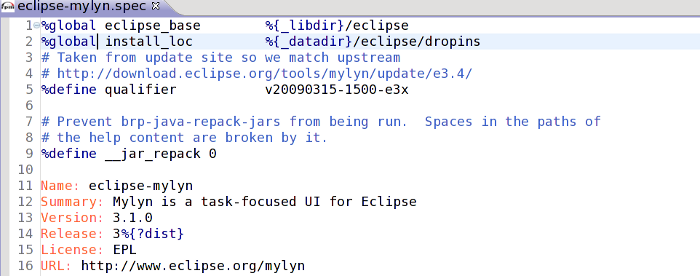 eclipse-mylyn.spec
1 %global eclipse_base %{_libdir}/eclipse
2 %global install_loc %{_datadir}/eclipse/dropins
3 # Taken from update site so we match upstream
4 # http://download.eclipse.org/tools/mylyn/update/e3.4/
5 %define qualifier v20090315-1500-e3x
6
7 # Prevent brp-java-repack-jars from being run.  Spaces in the paths of
8 # the help content are broken by it.
9 %define __jar_repack 0
10
11 Name: eclipse-mylyn
12 Summary: Mylyn is a task-focused UI for Eclipse
13 Version: 3.1.0
14 Release: 3%{?dist}
15 License: EPL
16 URL: http://www.eclipse.org/mylyn